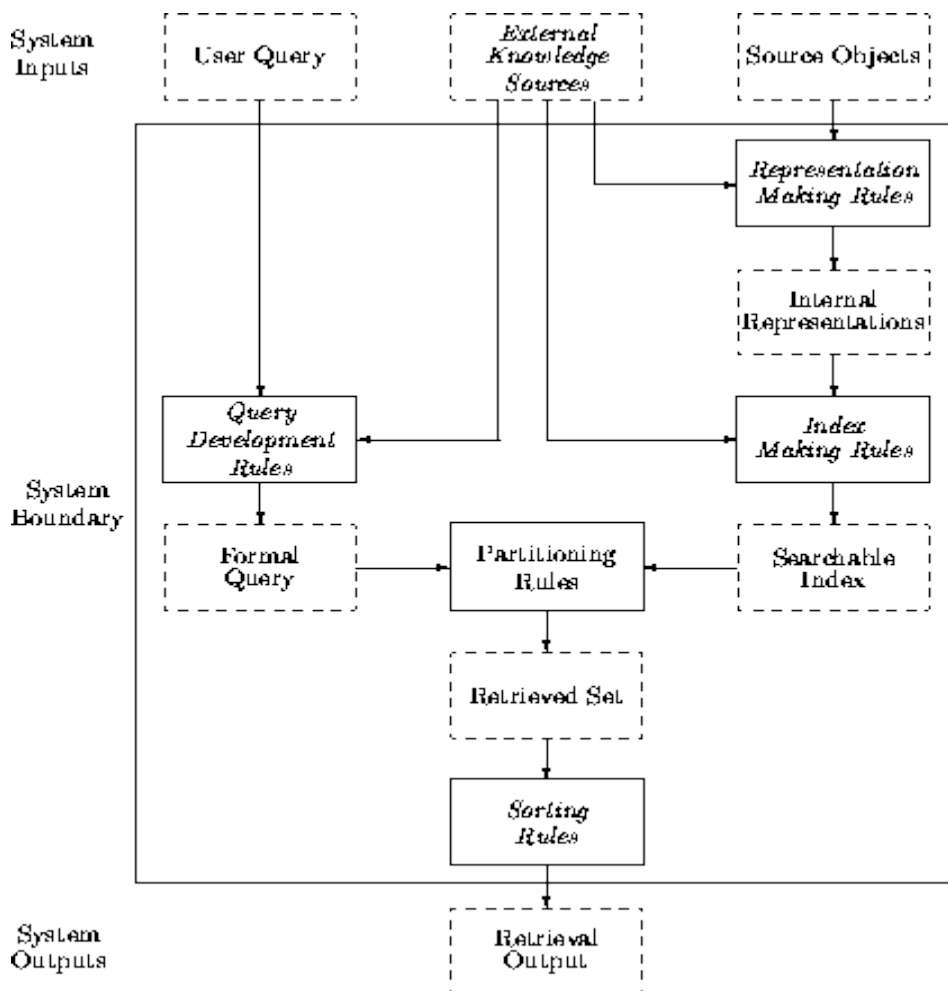 System
Inputs
User Query
External
Knowledge
Sources
Source Objects
Representation
Making Rules
Internal
Representations
Query
Development
Rules
Index
Making Rules
System
Boundary
Formal
Query
Partitioning
Rules
Searchable
Index
Retrieved Set
Sorting
Rules
System
Outputs
Retrieval
Output